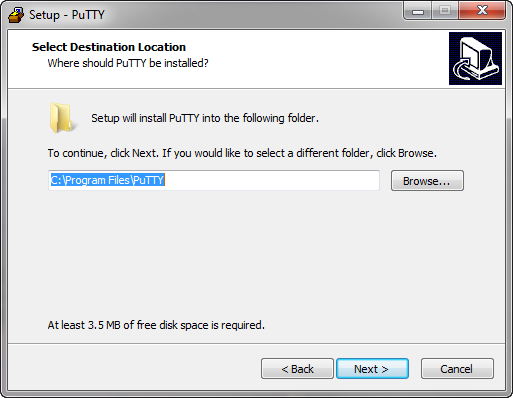 Setup - PuTTY
Select Destination Location
Where should PuTTY be installed?
Setup will install PuTTY into the following folder.
To continue, click Next. If you would like to select a different folder, click Browse.
C:\Program Files\PuTTY
Browse...
At least 3.5 MB of free disk space is required.
< Back
Next >
Cancel